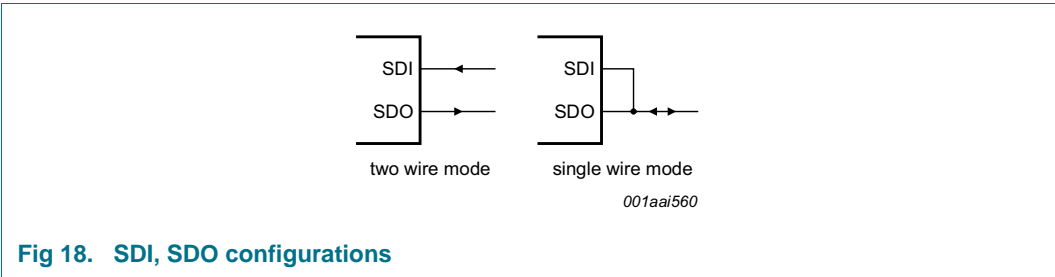 SDI
SDO
two wire mode
SDI
SDO
single wire mode
001aai560
Fig 18. SDI, SDO configurations